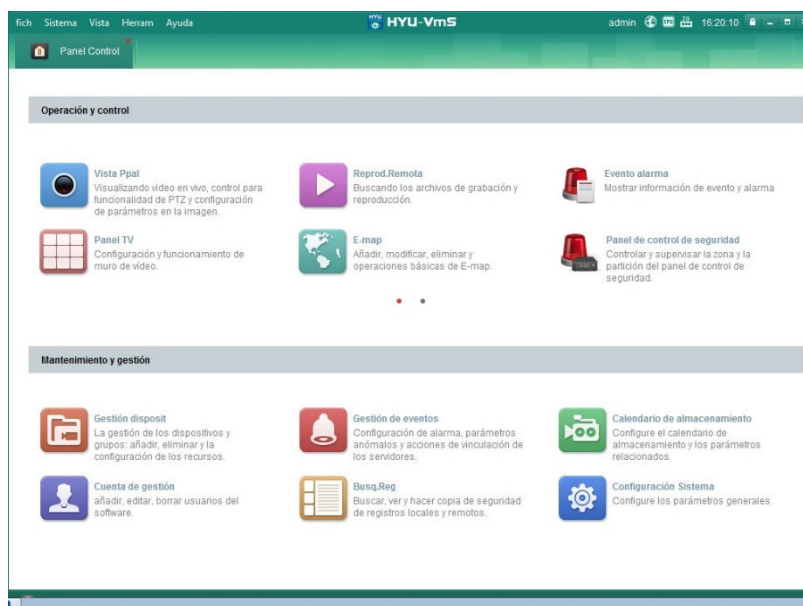 fich Sistema Vista Herram Ayuda HYU-VmS admin 16:20:10
Panel Control
Operación y control
Vista Ppal
Visualizando video en vivo, control para
funcionalidad de PTZ y configuración
de parámetros en la imagen.
Reprod.Remota
Buscando los archivos de grabación y
reproducción.
Evento alarma
Mostrar información de evento y alarma
Panel TV
Configuración y funcionamiento de
muro de vídeo.
E-map
Añadir, modificar, eliminar y
operaciones básicas de E-map.
Panel de control de seguridad
Controlar y supervisar la zona y la
partición del panel de control de
seguridad.
Mantenimiento y gestión
Gestión disposit
La gestión de los dispositivos y
grupos: añadir, eliminar y la
configuración de los recursos.
Gestión de eventos
Configuración de alarma, parámetros
anómalos y acciones de vinculación de
los servidores.
Calendario de almacenamiento
Configure el calendario de
almacenamiento y los parámetros
relacionados.
Cuenta de gestión
añadir, editar, borrar usuarios del
software.
Busq.Reg
Buscar, ver y hacer copia de seguridad
de registros locales y remotos.
Configuración Sistema
Configure los parámetros generales.